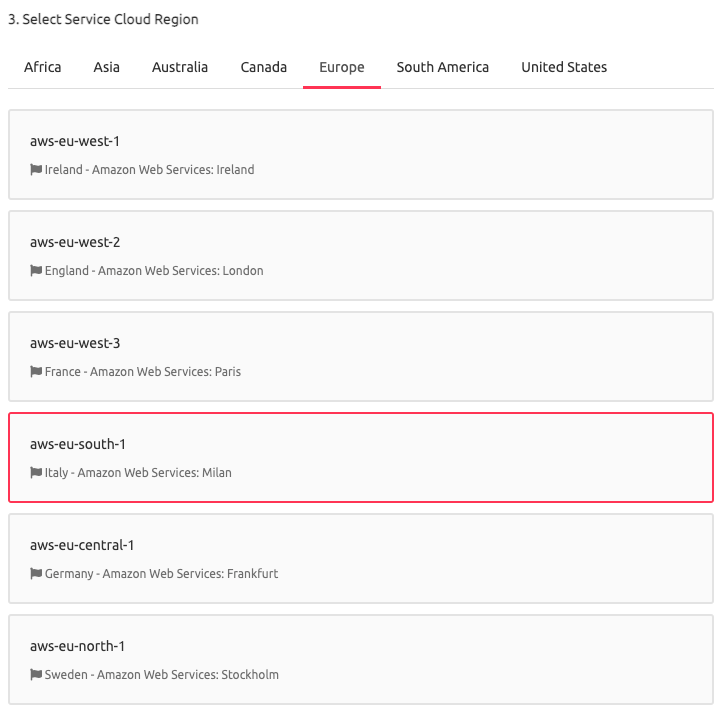 3. Select Service Cloud Region
Africa Asia Australia Canada Europe South America United States
aws-eu-west-1
Ireland - Amazon Web Services: Ireland
aws-eu-west-2
England - Amazon Web Services: London
aws-eu-west-3
France - Amazon Web Services: Paris
aws-eu-south-1
Italy - Amazon Web Services: Milan
aws-eu-central-1
Germany - Amazon Web Services: Frankfurt
aws-eu-north-1
Sweden - Amazon Web Services: Stockholm